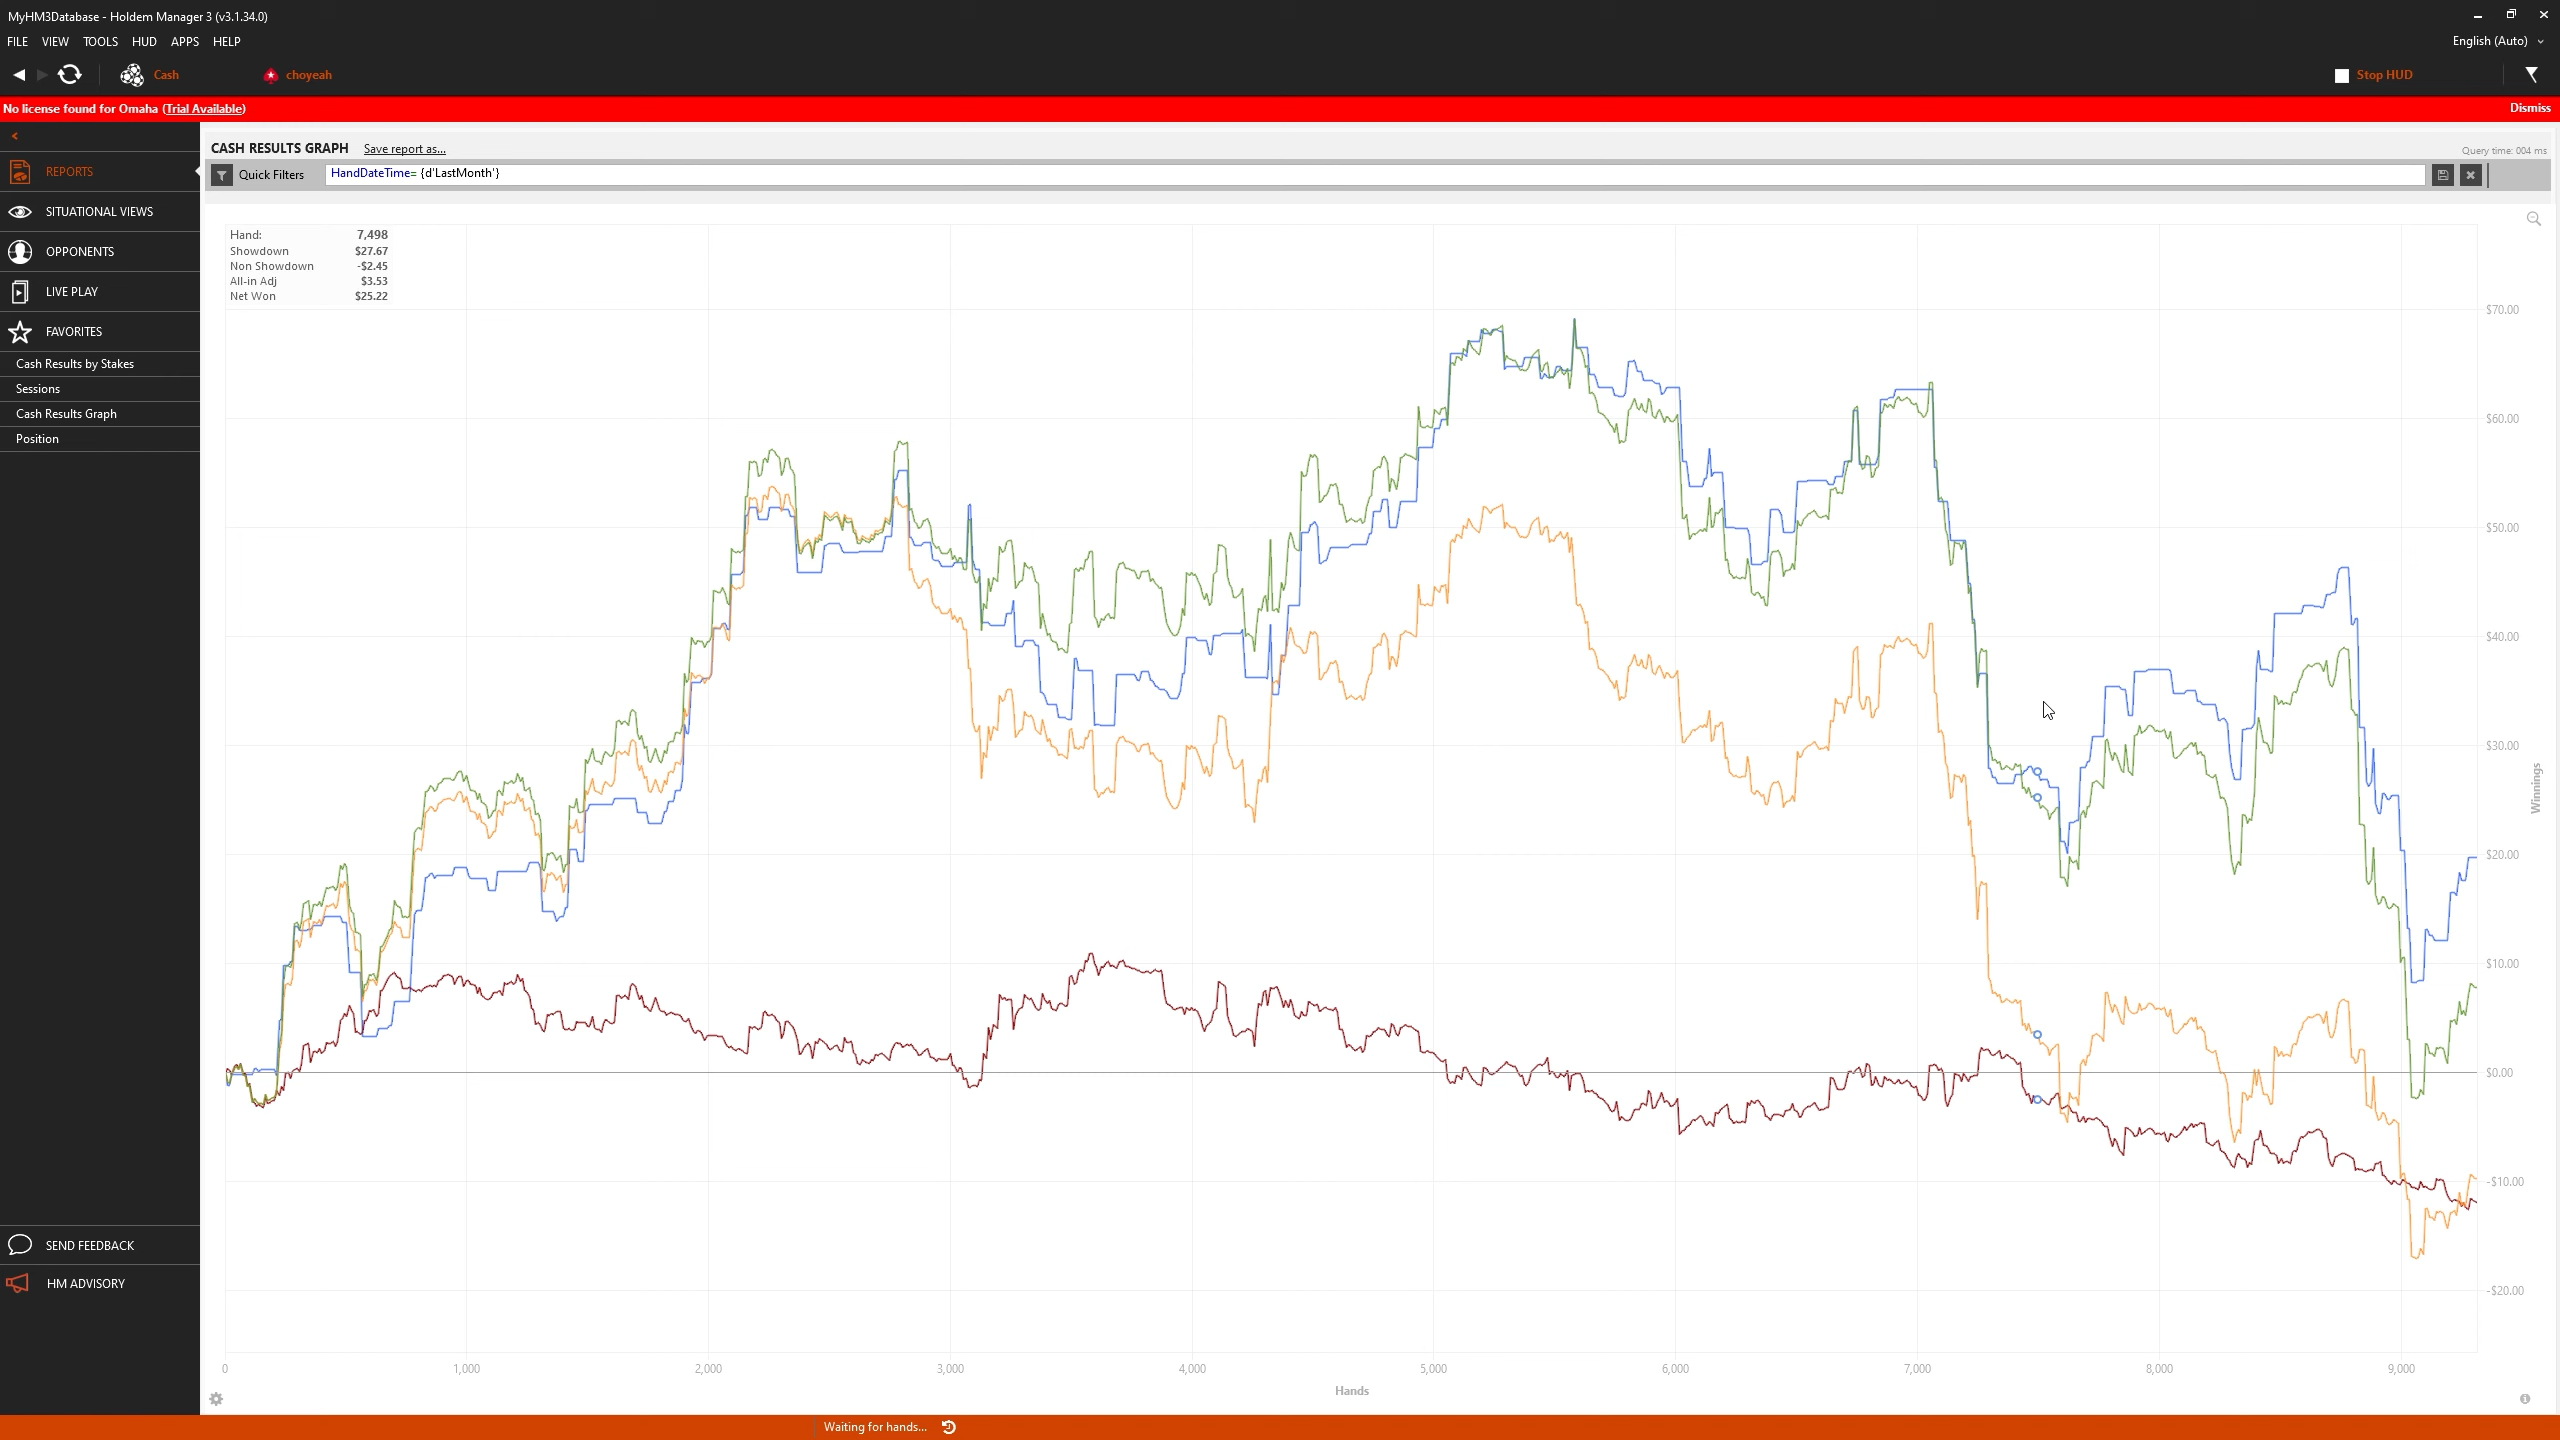 MyHM3Database - Holdem Manager 3 (v3.1.34.0)
FILE VIEW TOOLS HUD APPS HELP
English (Auto)
Cash
choyeah
Stop HUD
No license found for Omaha (Trial Available)
Dismiss
REPORTS
SITUATIONAL VIEWS
OPPONENTS
LIVE PLAY
FAVORITES
Cash Results by Stakes
Sessions
Cash Results Graph
Position
SEND FEEDBACK
HM ADVISORY
CASH RESULTS GRAPH Save report as...
Query time: 004 ms
Quick Filters HandDateTime= {d'LastMonth'}
Hand: 7,498
Showdown $27.67
Non Showdown -$2.45
All-in Adj $3.53
Net Won $25.22
$70.00
$60.00
$50.00
$40.00
$30.00
$20.00
$10.00
$0.00
-$10.00
-$20.00
Winnings
0 1,000 2,000 3,000 4,000 5,000 6,000 7,000 8,000 9,000
Hands
Waiting for hands...